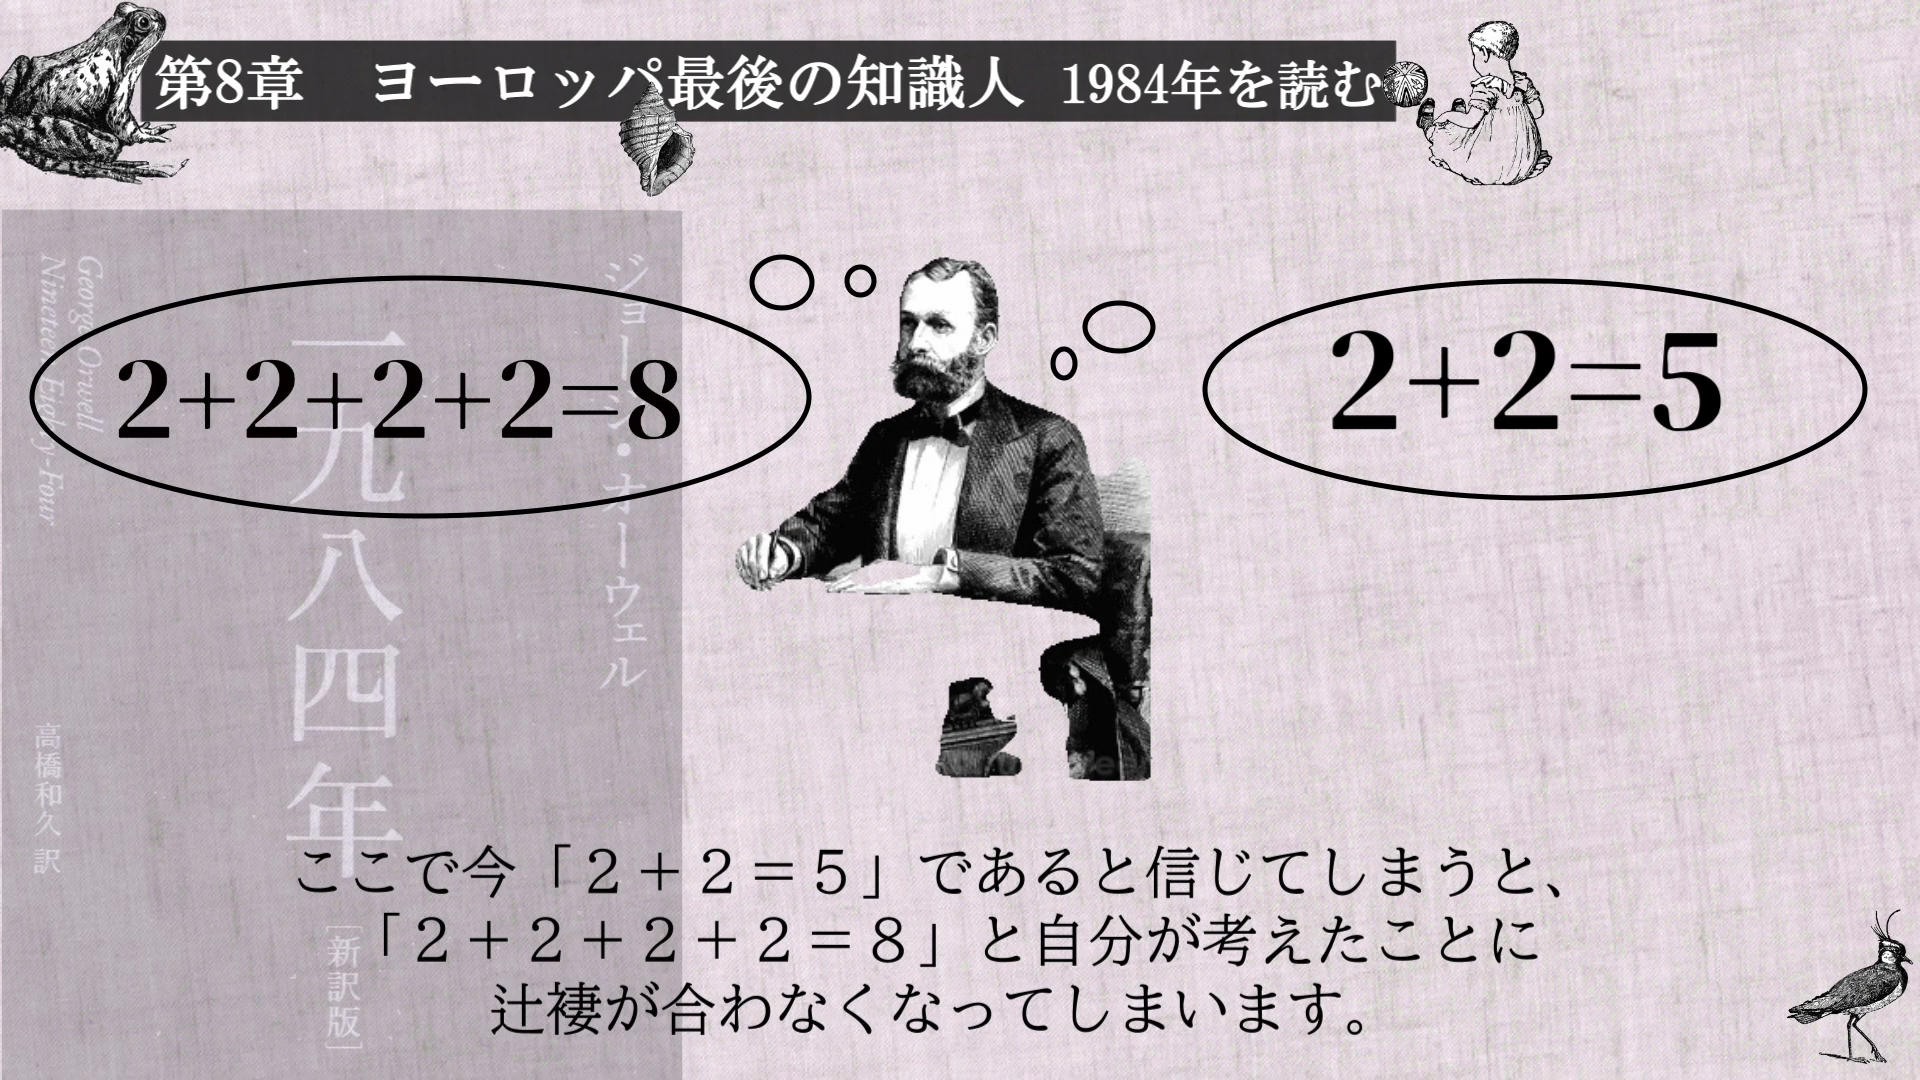 第8章　ヨーロッパ最後の知識人 1984年を読む
George Orwell
Nineteen Eighty-Four
ジョージ・オーウェル
一九八四年
[新訳版]
高橋和久 訳
2+2+2+2=8
2+2=5
ここで今「２＋２＝５」であると信じてしまうと、
「２＋２＋２＋２＝８」と自分が考えたことに
辻褄が合わなくなってしまいます。